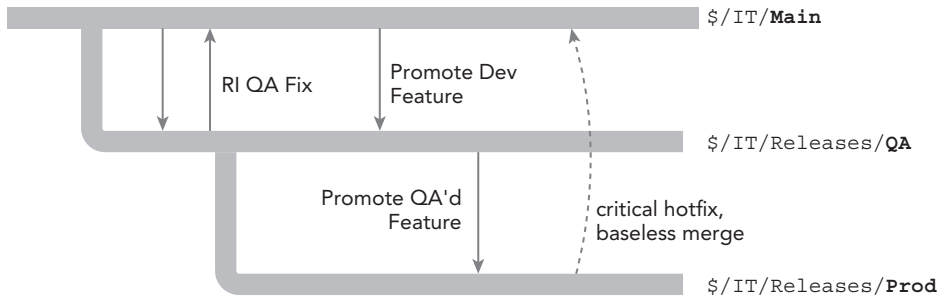 $/IT/Main
RI QA Fix
Promote Dev
Feature
$/IT/Releases/QA
Promote QA'd
Feature
critical hotfix,
baseless merge
$/IT/Releases/Prod